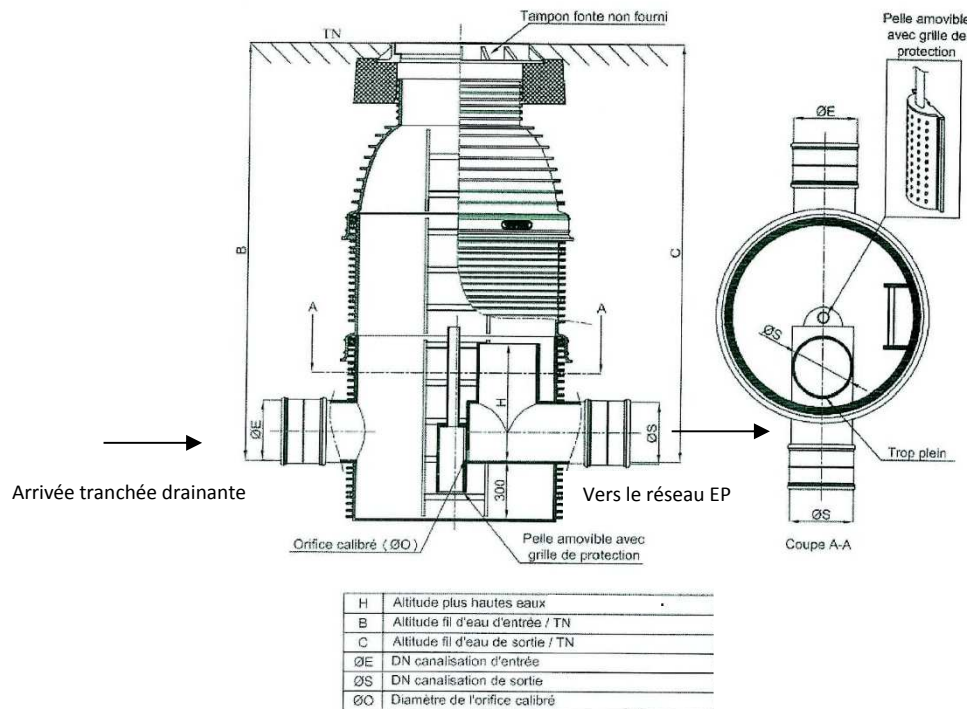 Tampon fonte non fourni
TN
Pelle amovible
avec grille de
protection
ØE
B
C
A
A
ØS
H
ØE
ØS
Trop plein
Arrivée tranchée drainante
Vers le réseau EP
300
ØS
Orifice calibré (ØO)
Pelle amovible avec
grille de protection
Coupe A-A
H Altitude plus hautes eaux
B Altitude fil d'eau d'entrée / TN
C Altitude fil d'eau de sortie / TN
ØE DN canalisation d'entrée
ØS DN canalisation de sortie
ØO Diamètre de l'orifice calibré